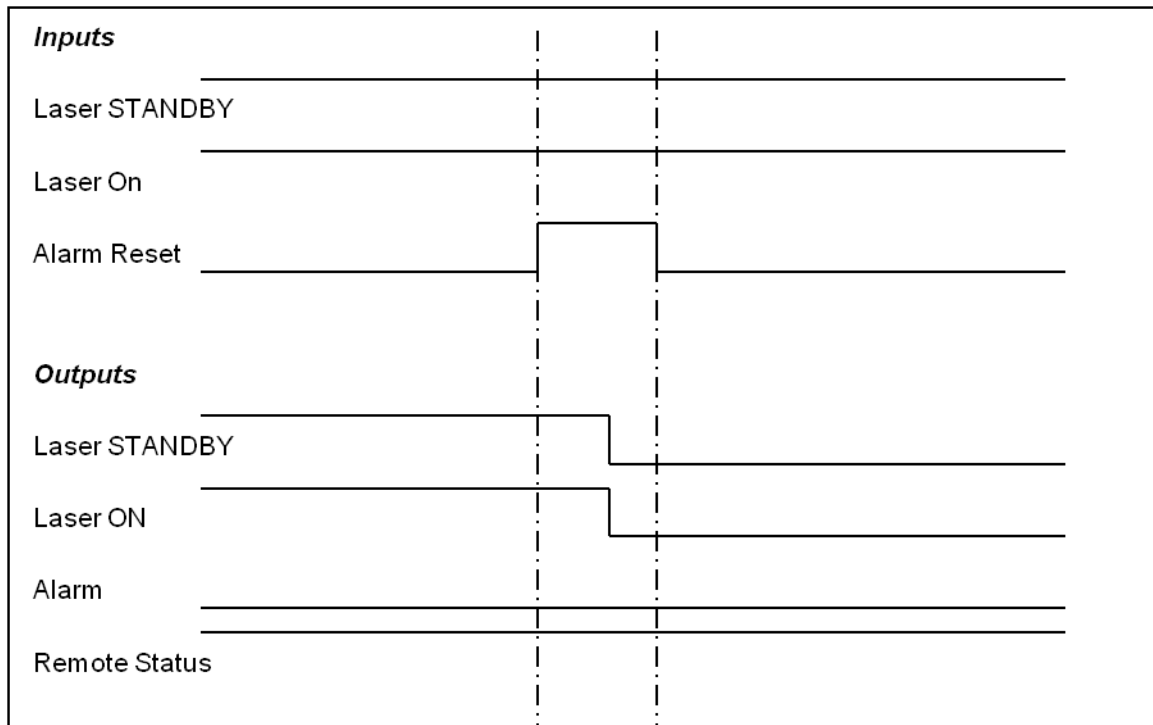 Inputs
Laser STANDBY
Laser On
Alarm Reset
Outputs
Laser STANDBY
Laser ON
Alarm
Remote Status